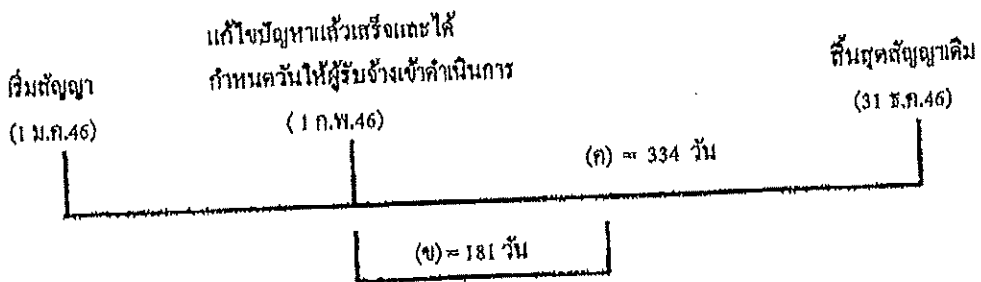 แก้ไขปัญหาแล้วเสร็จและได้
กำหนดวันให้ผู้รับจ้างเข้าดำเนินการ
(1 ก.พ.46)
เริ่มสัญญา
(1 ม.ค.46)
สิ้นสุดสัญญาเดิม
(31 ธ.ค.46)
(ค) = 334 วัน
(ข) = 181 วัน